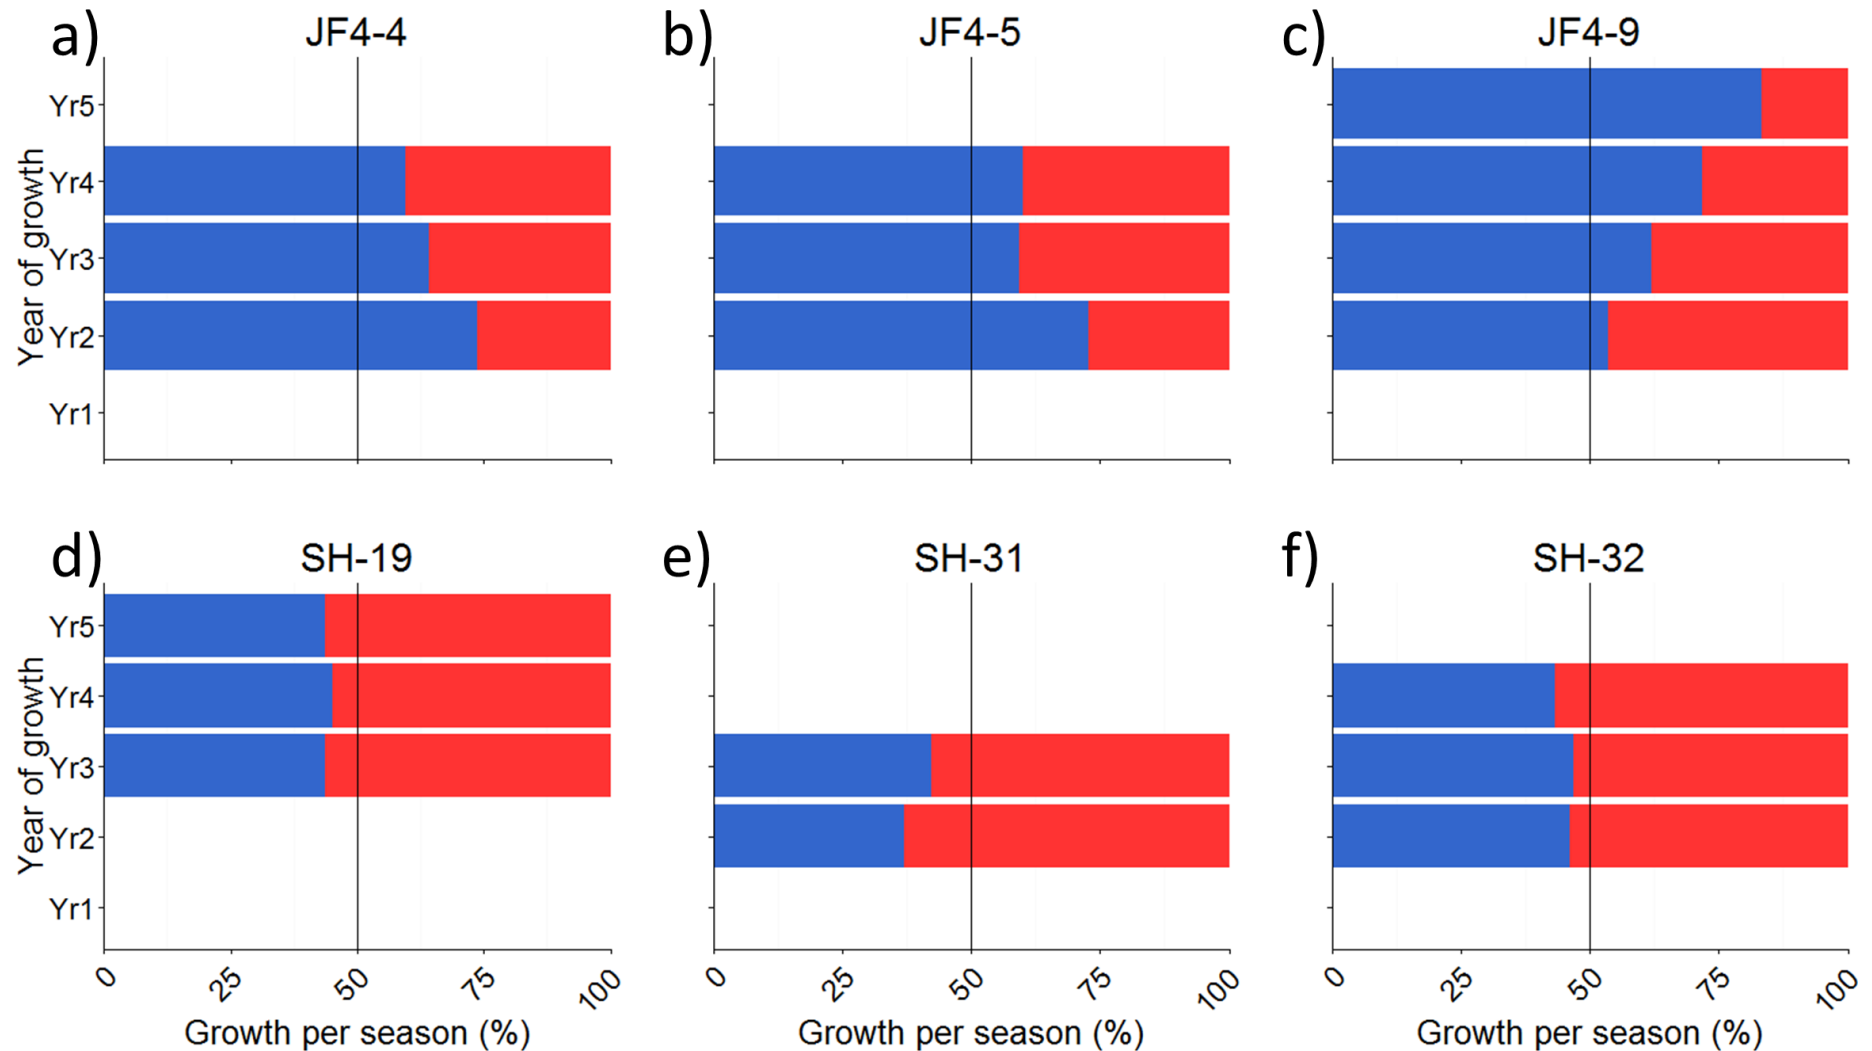 a) JF4-4
b) JF4-5
c) JF4-9
Year of growth
Yr5
Yr4
Yr3
Yr2
Yr1
d) SH-19
e) SH-31
f) SH-32
Year of growth
Yr5
Yr4
Yr3
Yr2
Yr1
0 25 50 75 100
0 25 50 75 100
0 25 50 75 100
Growth per season (%)
Growth per season (%)
Growth per season (%)